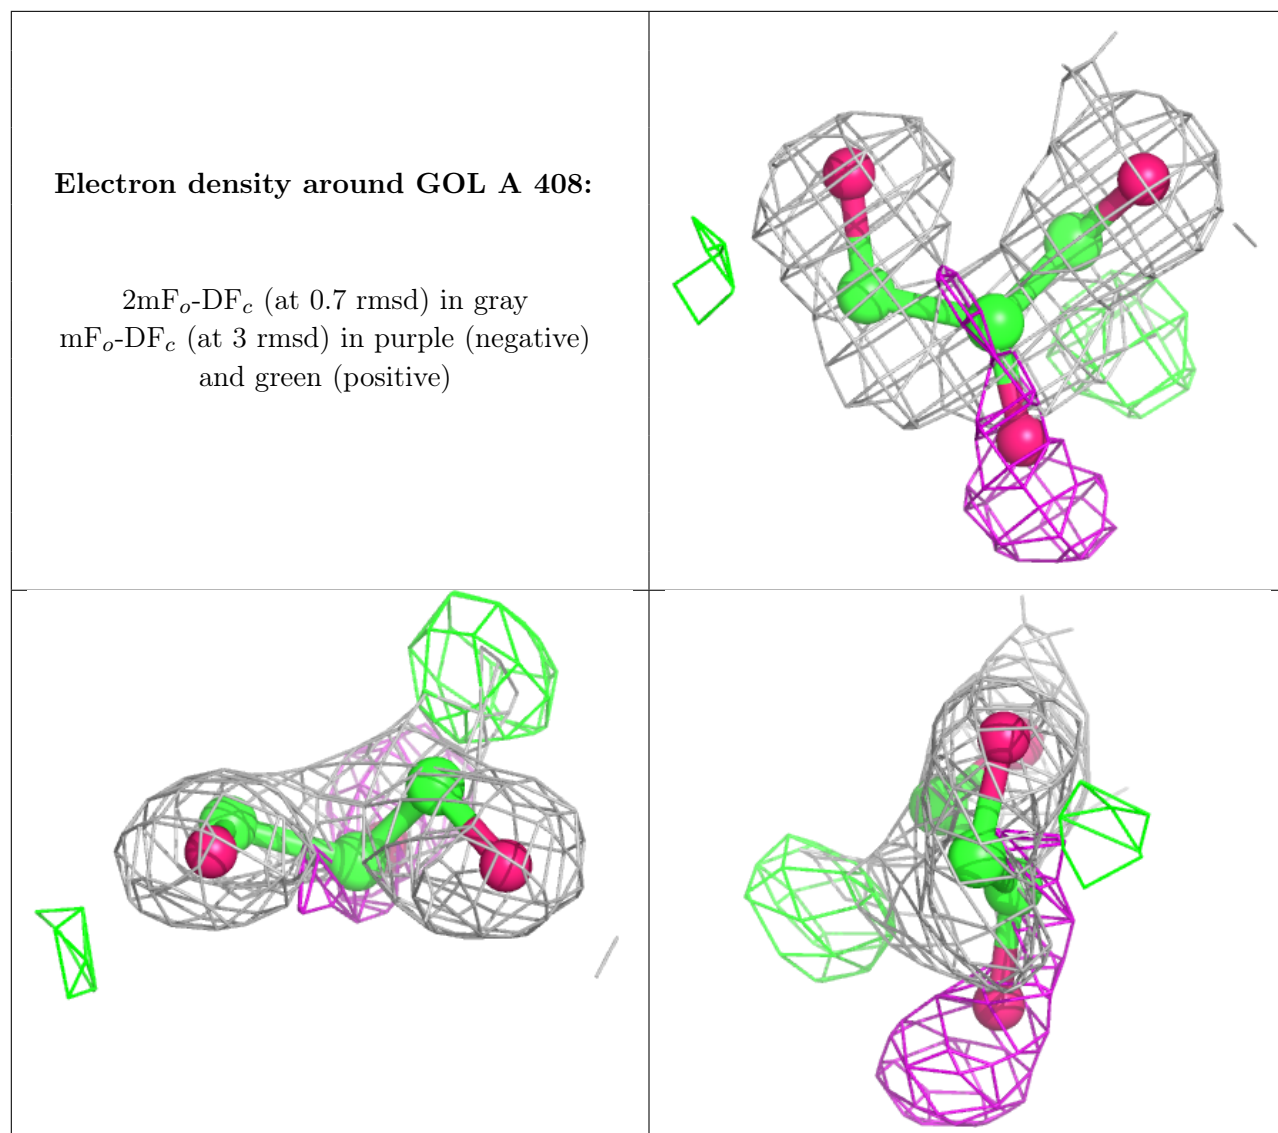 Electron density around GOL A 408:
2mFo-DFc (at 0.7 rmsd) in gray
mFo-DFc (at 3 rmsd) in purple (negative)
and green (positive)